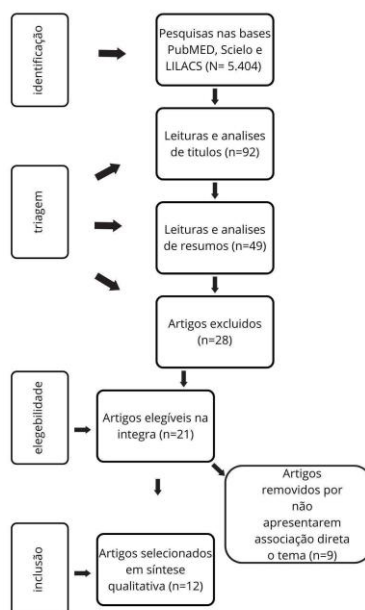 identificação
Pesquisas nas bases
PubMED, Scielo e
LILACS (N= 5.404)
triagem
Leituras e analises
de titulos (n=92)
Leituras e analises
de resumos (n=49)
Artigos excluidos
(n=28)
elegebilidade
Artigos elegíveis na
integra (n=21)
Artigos
removidos por
não
apresentarem
associação direta
o tema (n=9)
inclusão
Artigos selecionados
em síntese
qualitativa (n=12)